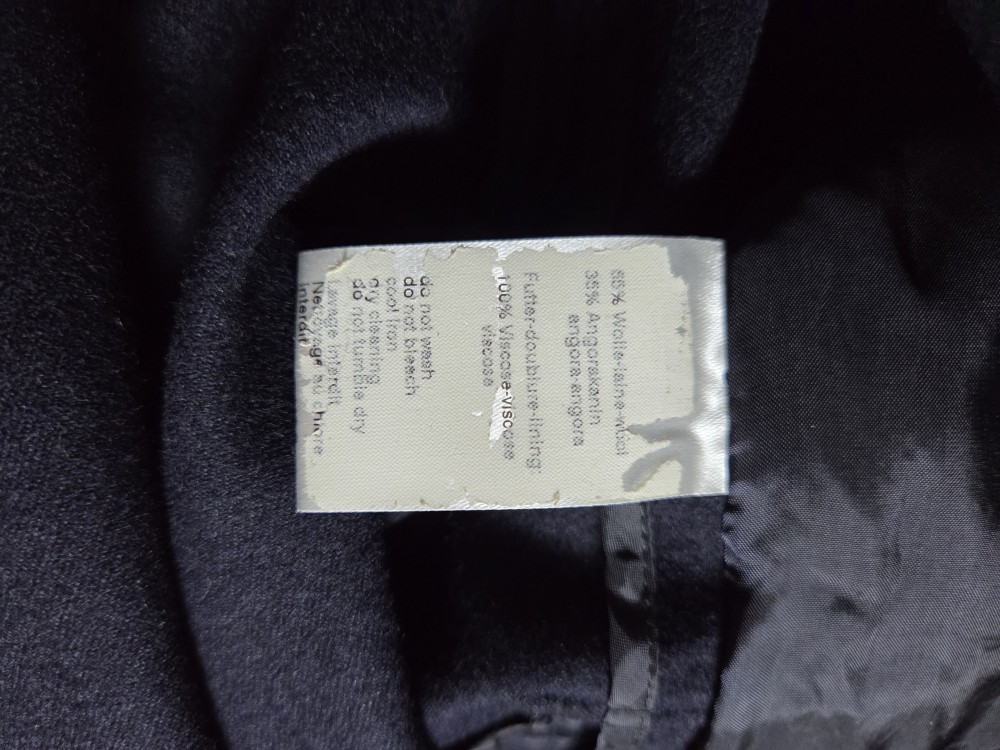 65% Wolle-laine-wool
35% Angorakanin
angora-angora
Futter-doublure-lining:
100% Viscose-viscose
viscose
do not wash
do not bleach
cool iron
dry cleaning
do not tumble dry
Lavage interdit
Nettoyage au chlore
interdit